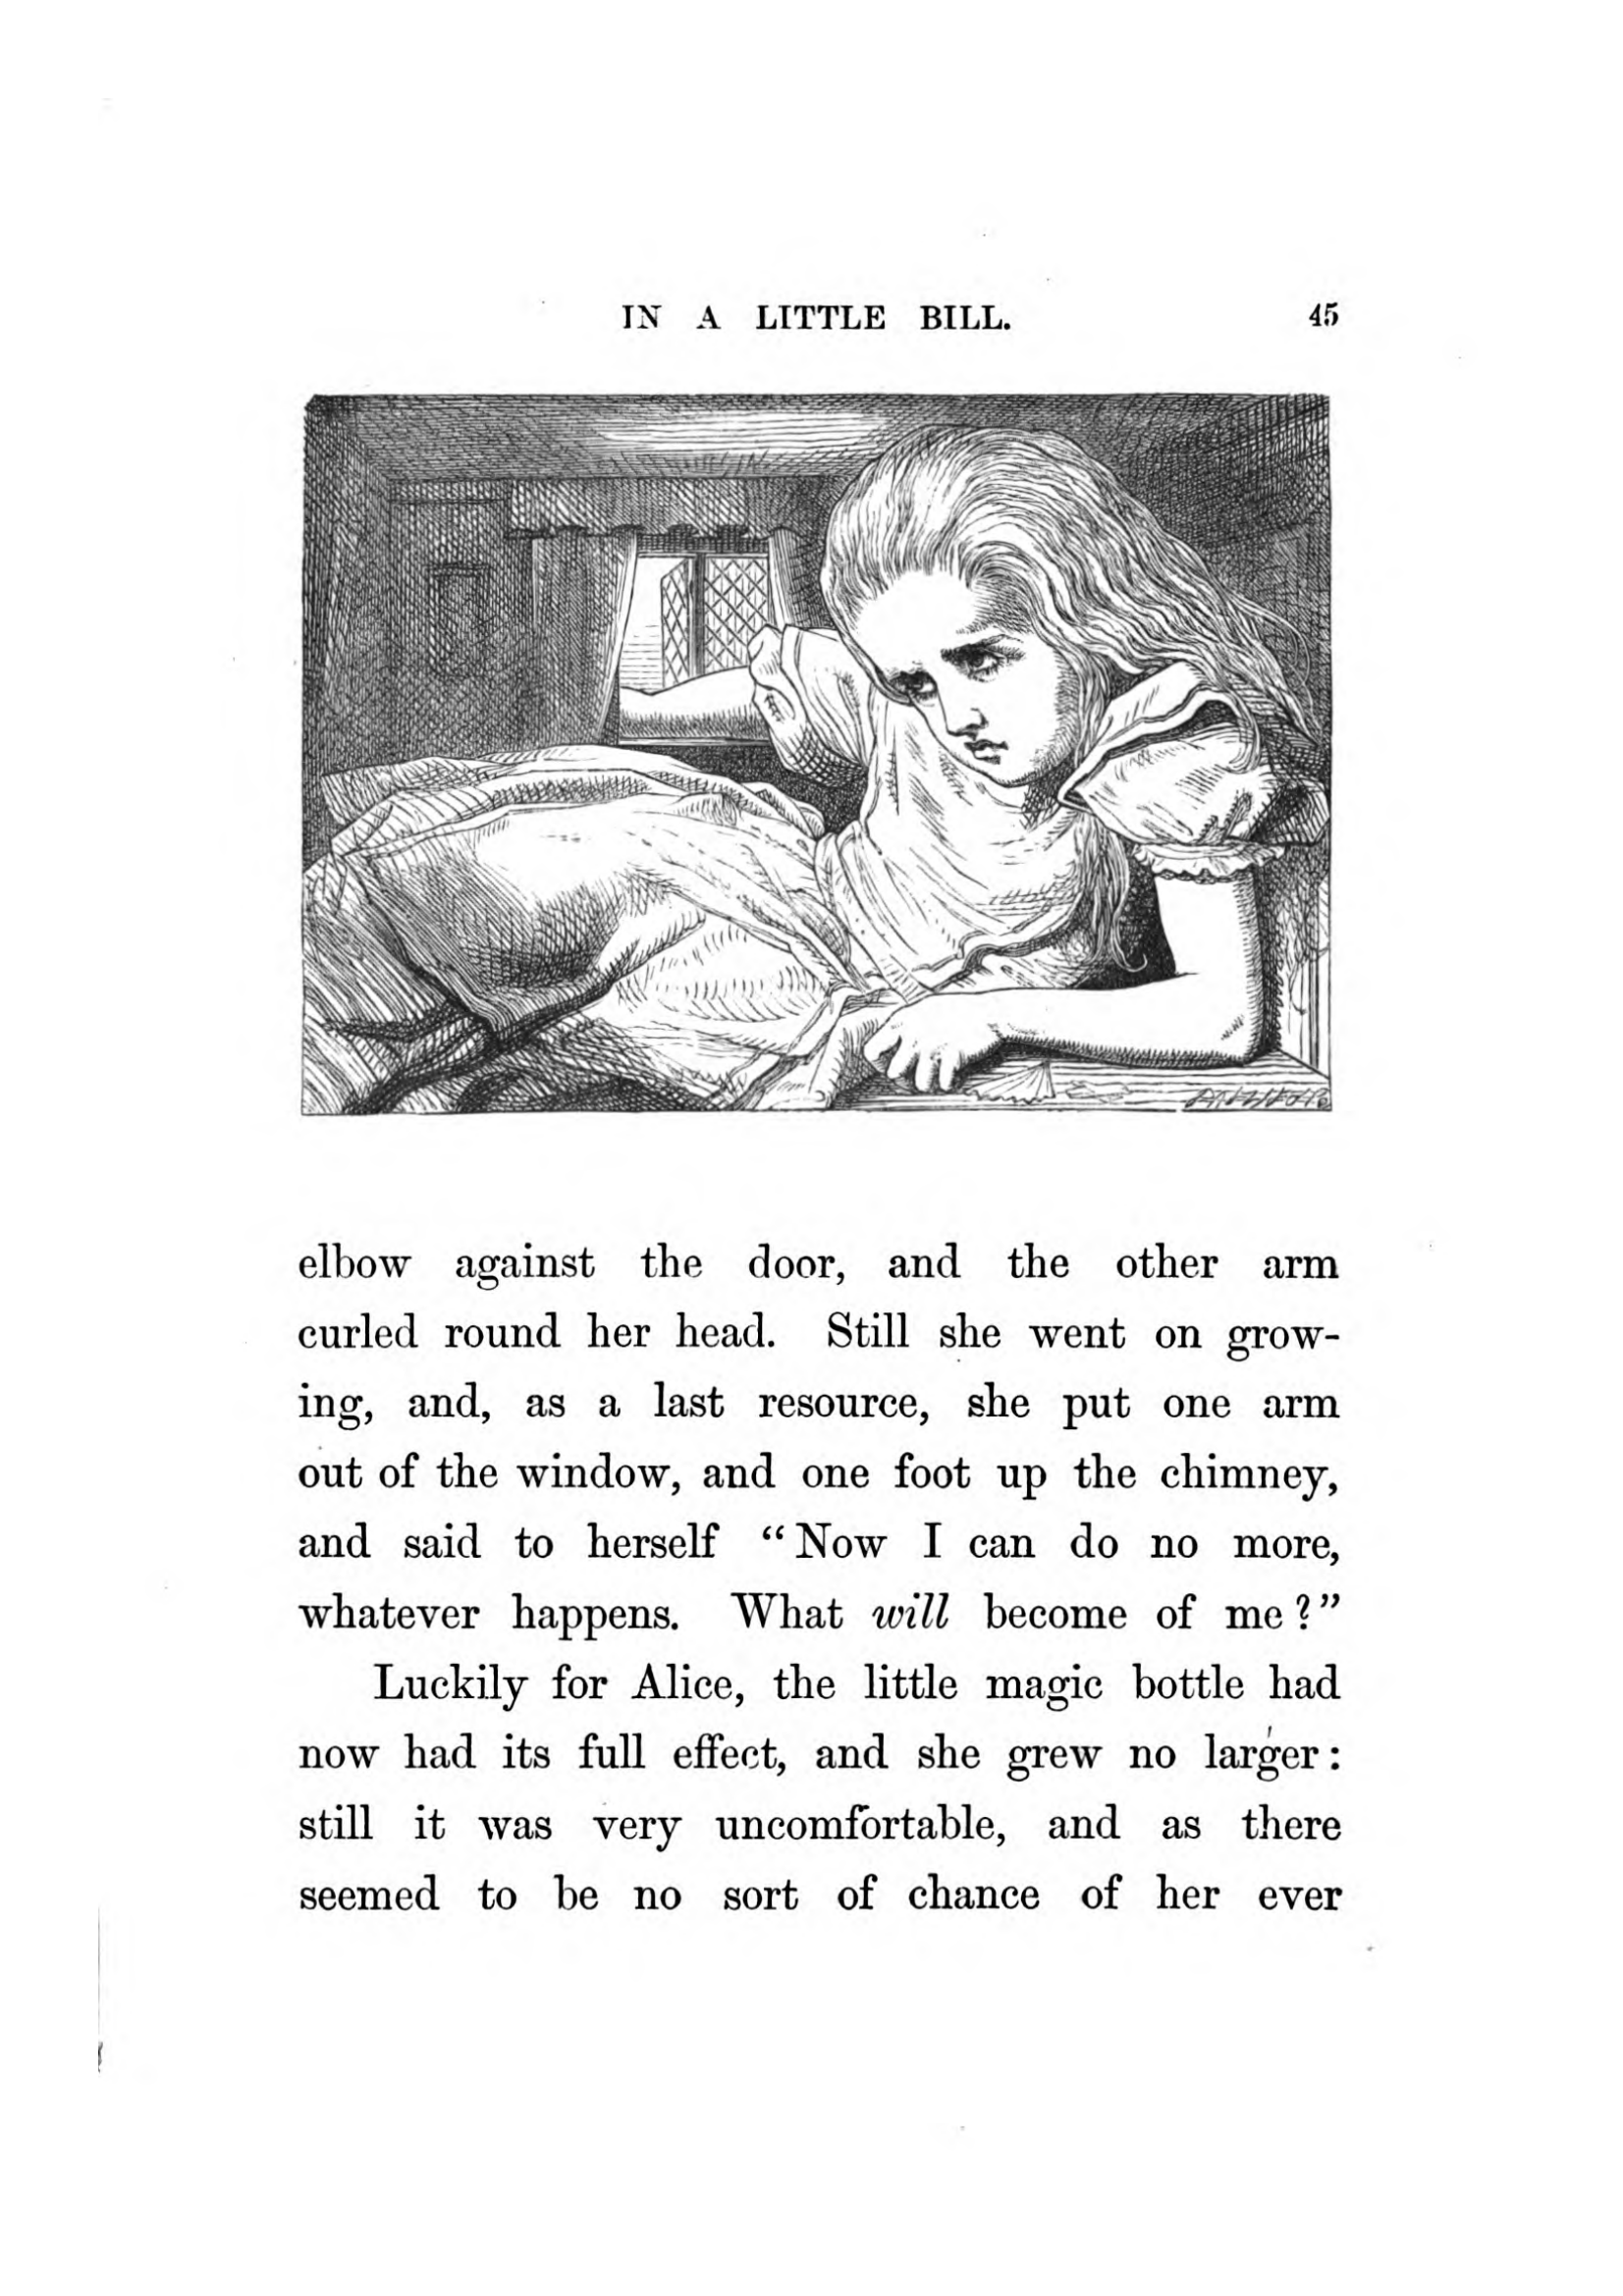 IN A LITTLE BILL. 45
elbow against the door, and the other arm
curled round her head. Still she went on grow-
ing, and, as a last resource, she put one arm
out of the window, and one foot up the chimney,
and said to herself “Now I can do no more,
whatever happens. What will become of me?”
Luckily for Alice, the little magic bottle had
now had its full effect, and she grew no larger:
still it was very uncomfortable, and as there
seemed to be no sort of chance of her ever